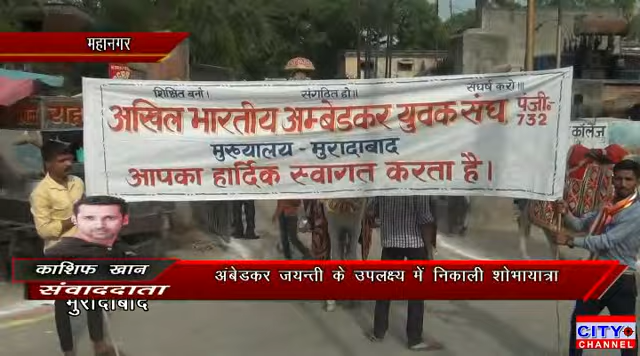 महानगर
शिक्षित बनो।
संगठित हो॥
संघर्ष करो॥।
अखिल भारतीय अम्बेडकर युवक संघ
पंजी॰ 732
मुख्यालय - मुरादाबाद
आपका हार्दिक स्वागत करता है।
कॉलेज
काशिफ खान
संवाददाता
मुरादाबाद
अंबेडकर जयन्ती के उपलक्ष्य में निकाली शोभायात्रा
CITY
CHANNEL